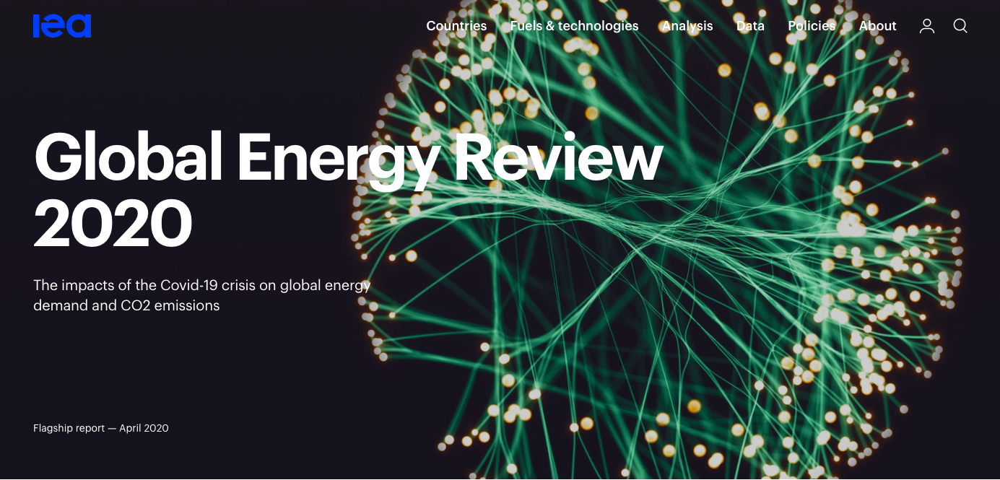 iea
Countries Fuels & technologies Analysis Data Policies About
Global Energy Review
2020
The impacts of the Covid-19 crisis on global energy
demand and CO2 emissions
Flagship report — April 2020